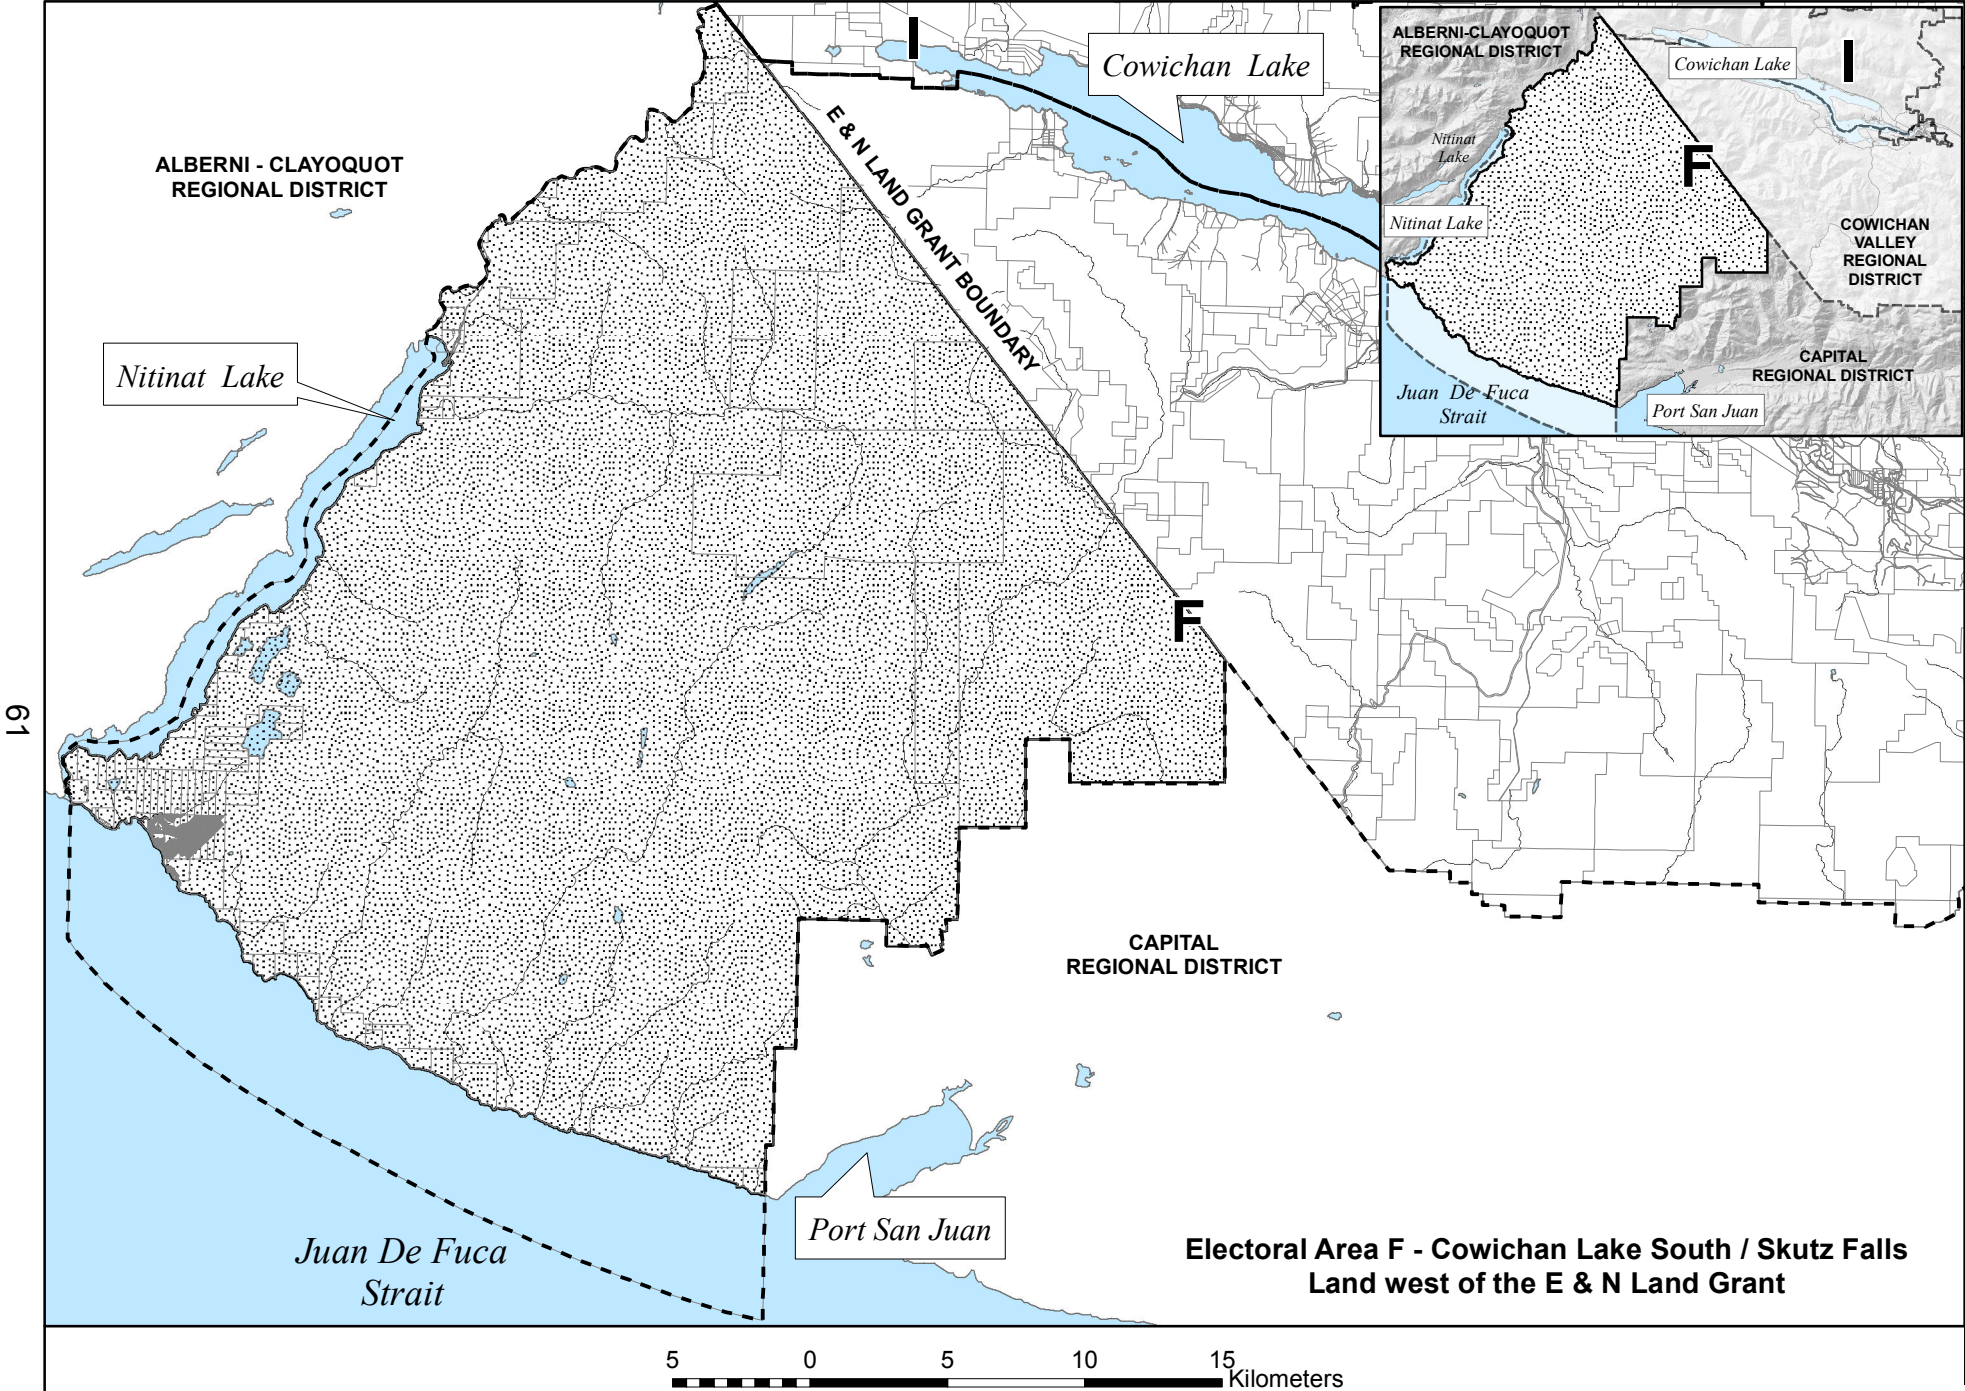 I
Cowichan Lake
ALBERNI - CLAYOQUOT
REGIONAL DISTRICT
E & N LAND GRANT BOUNDARY
Nitinat Lake
F
61
CAPITAL
REGIONAL DISTRICT
Port San Juan
Juan De Fuca
Strait
Electoral Area F - Cowichan Lake South / Skutz Falls
Land west of the E & N Land Grant
5 0 5 10 15
Kilometers
ALBERNI-CLAYOQUOT
REGIONAL DISTRICT
I
Cowichan Lake
Nitinat
Lake
F
Nitinat Lake
COWICHAN
VALLEY
REGIONAL
DISTRICT
CAPITAL
REGIONAL DISTRICT
Juan De Fuca
Strait
Port San Juan